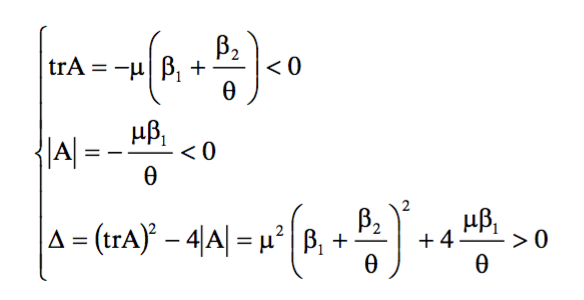 trA = −μ(β₁ + β₂/θ) < 0
|A| = − μβ₁/θ < 0
Δ = (trA)² − 4|A| = μ²(β₁ + β₂/θ)² + 4 μβ₁/θ > 0